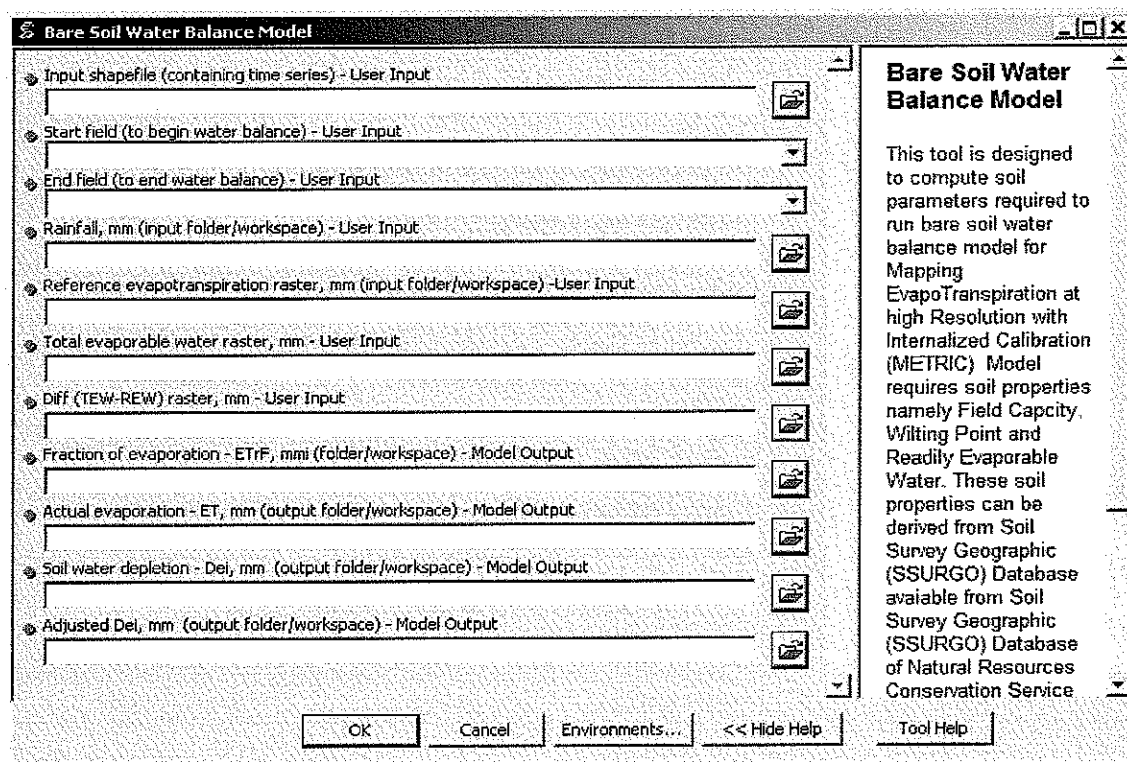 Bare Soil Water Balance Model
Input shapefile (containing time series) - User Input
Start field (to begin water balance) - User Input
End field (to end water balance) - User Input
Rainfall, mm (input folder/workspace) - User Input
Reference evapotranspiration raster, mm (input folder/workspace) -User Input
Total evaporable water raster, mm - User Input
Diff (TEW-REW) raster, mm - User Input
Fraction of evaporation - ETrF, mmi (folder/workspace) - Model Output
Actual evaporation - ET, mm (output folder/workspace) - Model Output
Soil water depletion - Dei, mm (output folder/workspace) - Model Output
Adjusted Dei, mm (output folder/workspace) - Model Output
OK
Cancel
Environments...
<< Hide Help
Tool Help
Bare Soil Water
Balance Model
This tool is designed
to compute soil
parameters required to
run bare soil water
balance model for
Mapping
EvapoTranspiration at
high Resolution with
Internalized Calibration
(METRIC) Model
requires soil properties
namely Field Capcity,
Wilting Point and
Readily Evaporable
Water. These soil
properties can be
derived from Soil
Survey Geographic
(SSURGO) Database
avaiable from Soil
Survey Geographic
(SSURGO) Database
of Natural Resources
Conservation Service